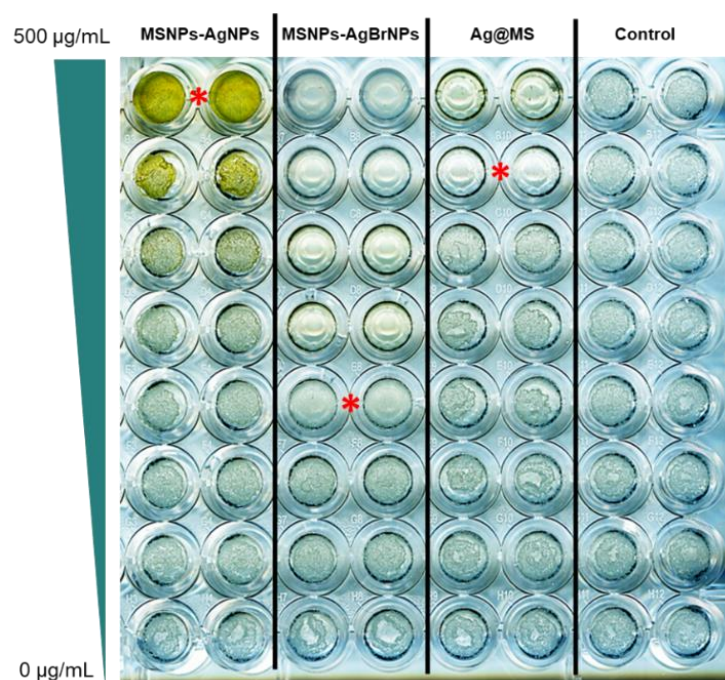 500 µg/mL
MSNPs-AgNPs
MSNPs-AgBrNPs
Ag@MS
Control
*
*
*
0 µg/mL